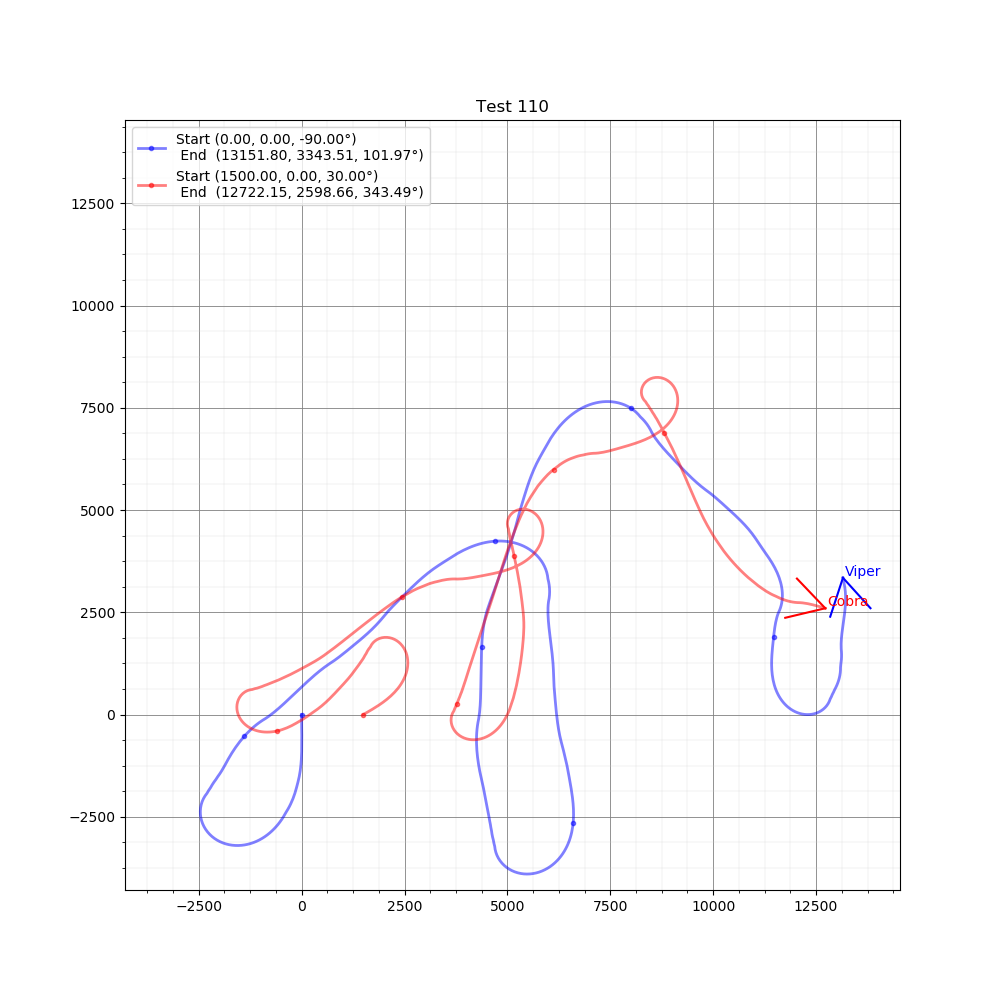 Test 110
Start (0.00, 0.00, -90.00°)
End  (13151.80, 3343.51, 101.97°)
Start (1500.00, 0.00, 30.00°)
End  (12722.15, 2598.66, 343.49°)
12500
10000
7500
5000
2500
0
−2500
Viper
Cobra
−2500 0 2500 5000 7500 10000 12500